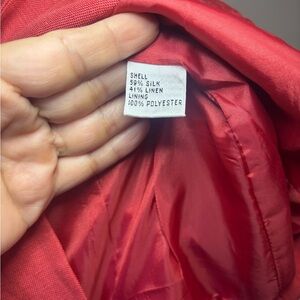 SHELL
59% SILK
41% LINEN
LINING
100% POLYESTER